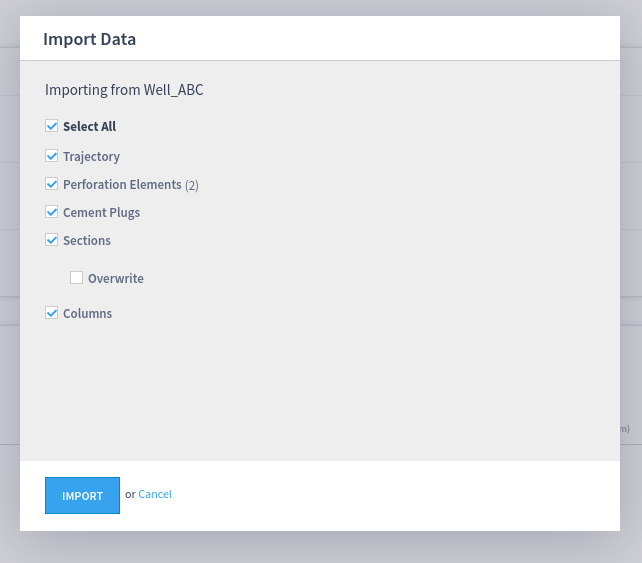 Import Data
Importing from Well_ABC
Select All
Trajectory
Perforation Elements (2)
Cement Plugs
Sections
Overwrite
Columns
m)
IMPORT or Cancel